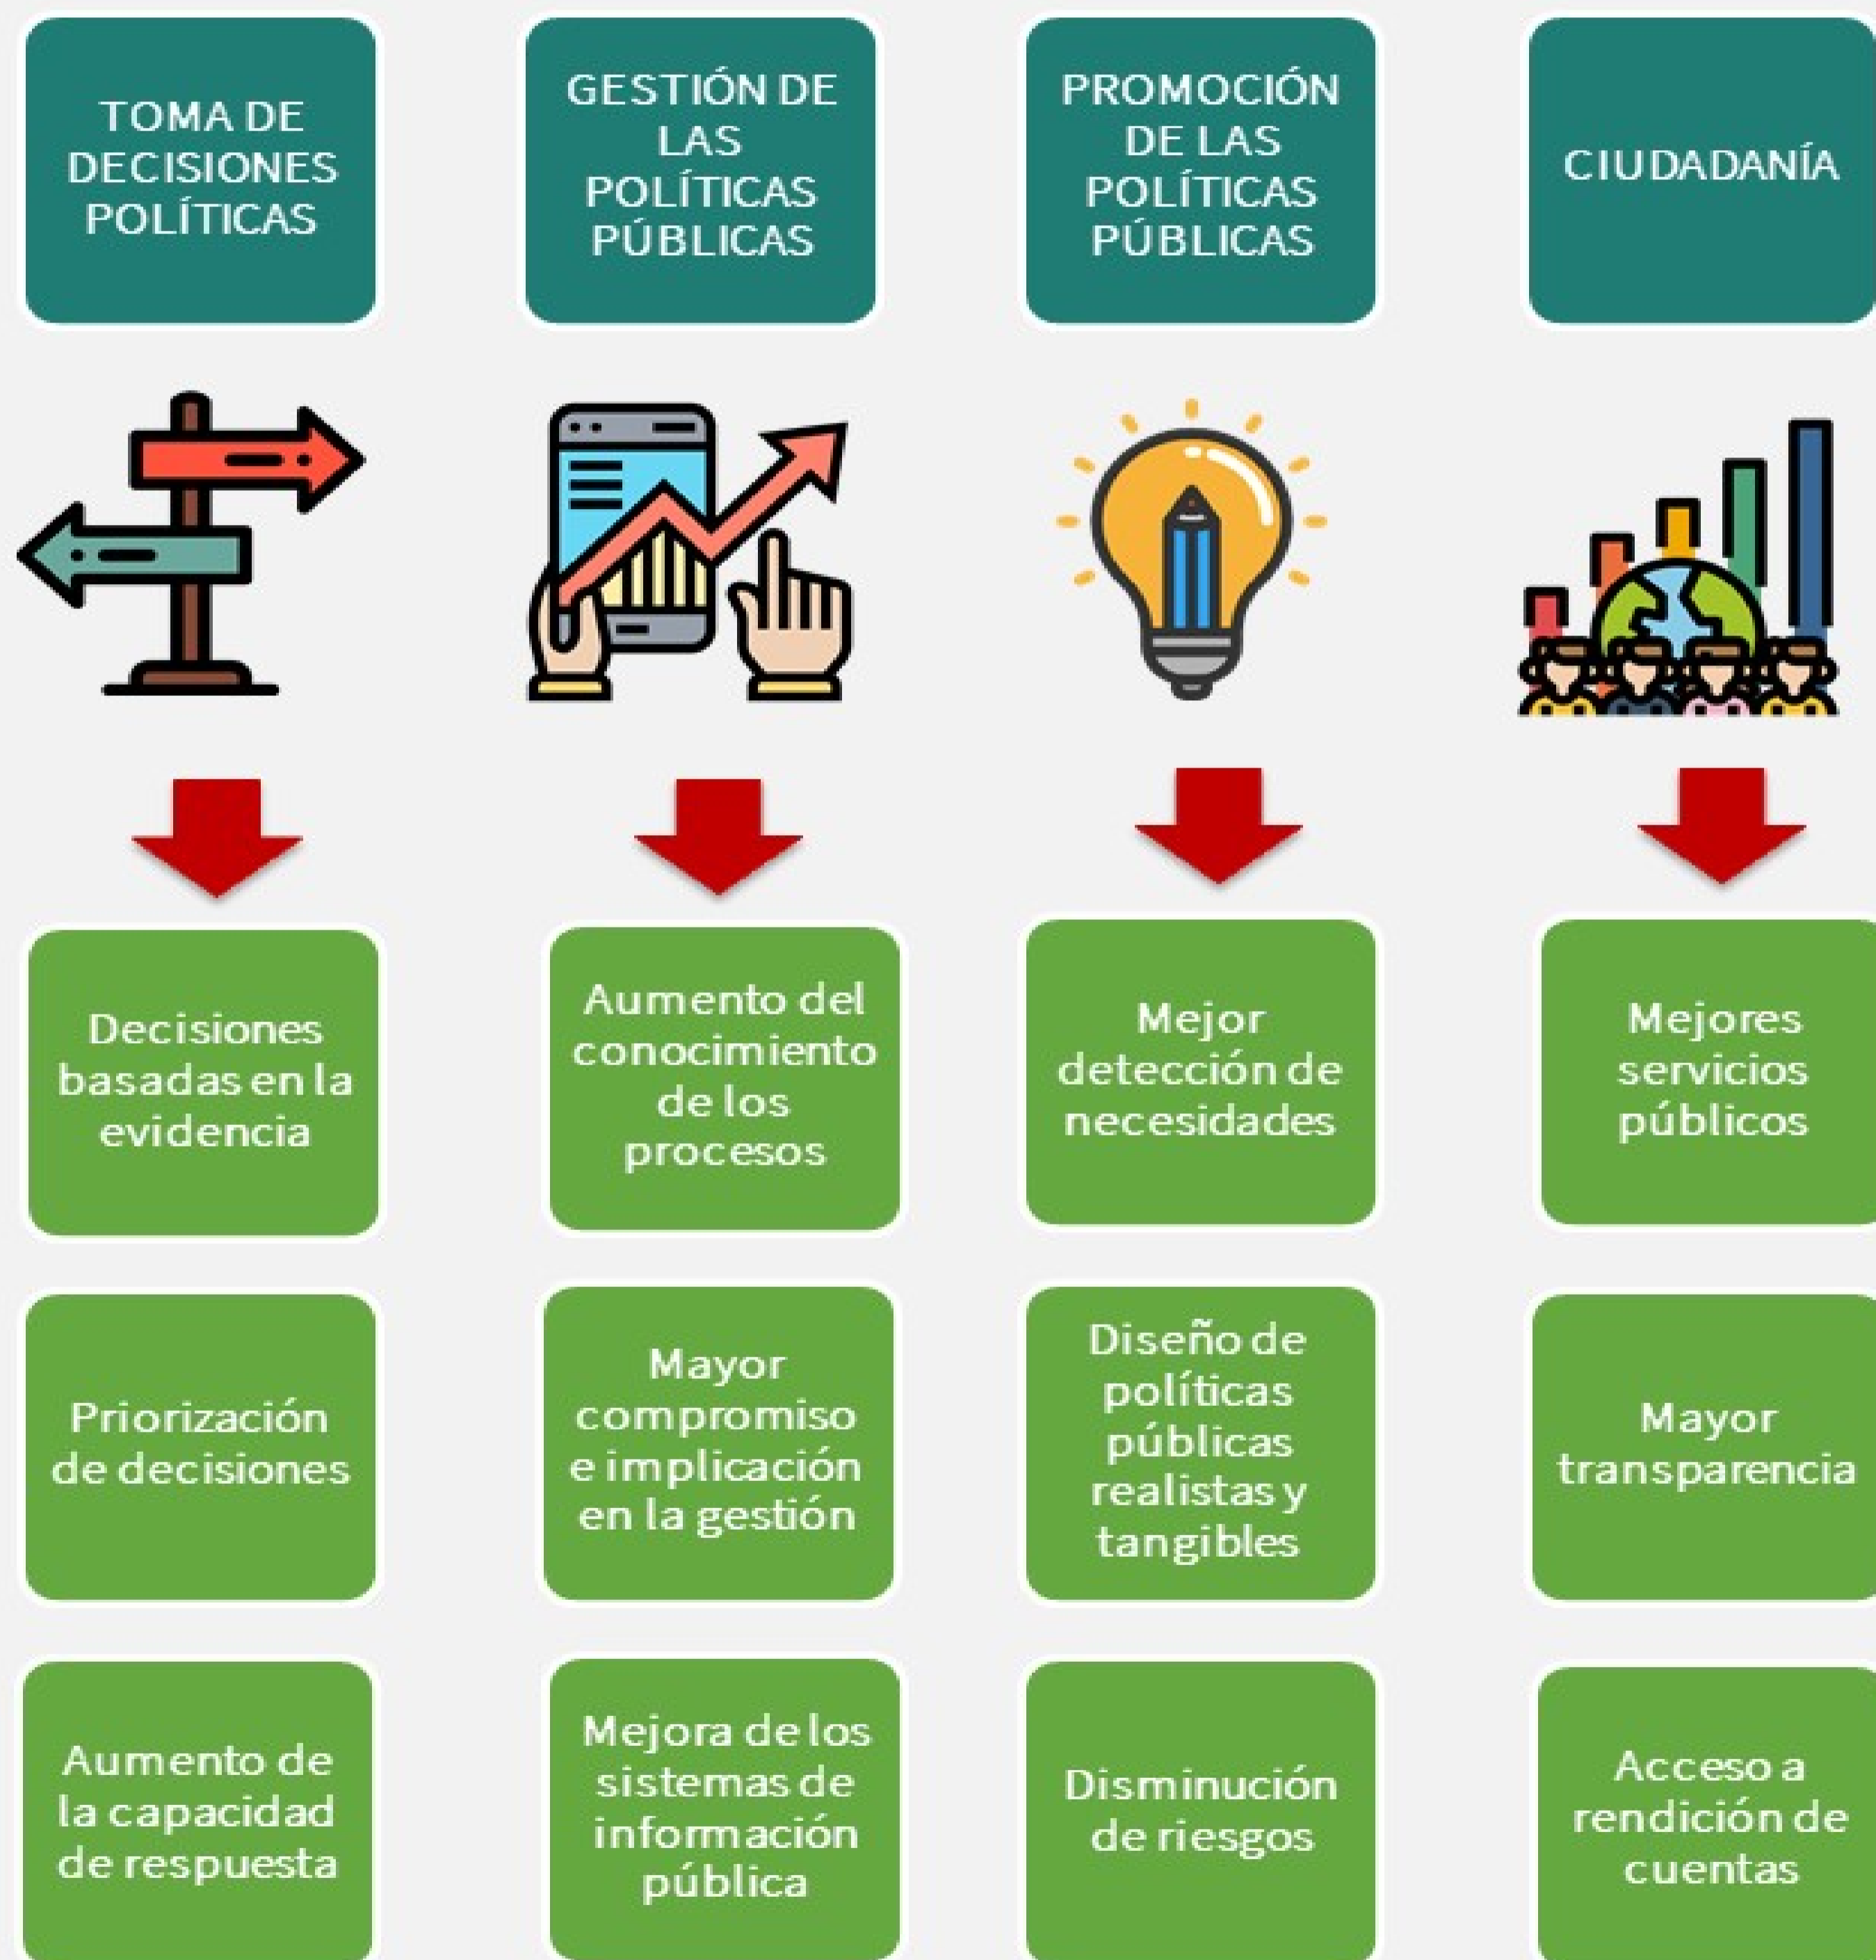 TOMA DE
DECISIONES
POLÍTICAS
GESTIÓN DE
LAS
POLÍTICAS
PÚBLICAS
PROMOCIÓN
DE LAS
POLÍTICAS
PÚBLICAS
CIUDADANÍA
Decisiones
basadas en la
evidencia
Aumento del
conocimiento
de los
procesos
Mejor
detección de
necesidades
Mejores
servicios
públicos
Priorización
de decisiones
Mayor
compromiso
e implicación
en la gestión
Diseño de
políticas
públicas
realistas y
tangibles
Mayor
transparencia
Aumento de
la capacidad
de respuesta
Mejora de los
sistemas de
información
pública
Disminución
de riesgos
Acceso a
rendición de
cuentas